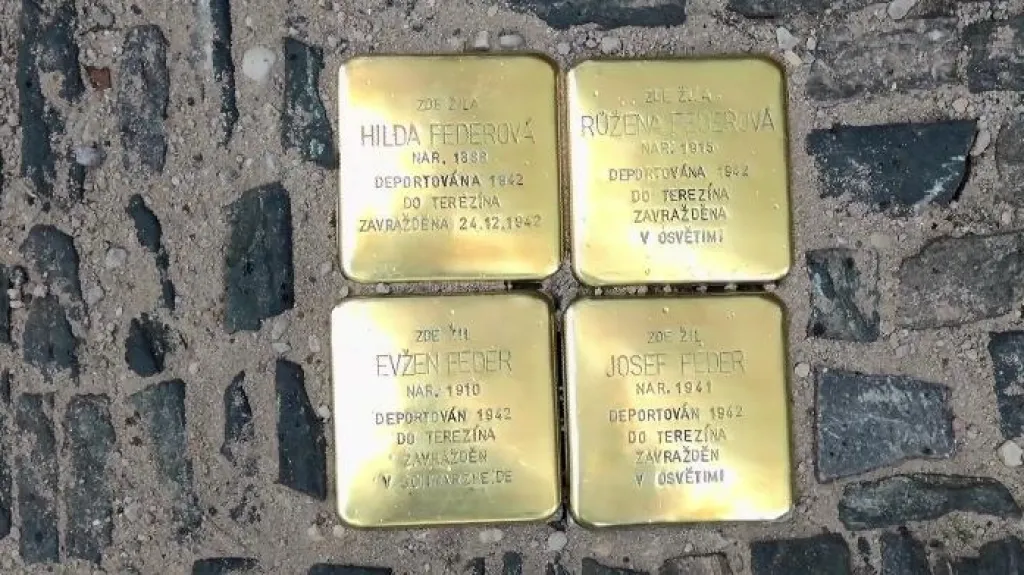 ZDE ŽILA
HILDA FEDEROVÁ
NAR. 1888
DEPORTOVÁNA 1942
DO TEREZÍNA
ZAVRAŽDĚNA 24.12.1942
ZDE ŽILA
RŮŽENA FEDEROVÁ
NAR. 1915
DEPORTOVÁNA 1942
DO TEREZÍNA
ZAVRAŽDĚNA
V OSVĚTIMI
ZDE ŽIL
EVŽEN FEDER
NAR. 1910
DEPORTOVÁN 1942
DO TEREZÍNA
ZAVRAŽDĚN
V SCHWARZHEIDE
ZDE ŽIL
JOSEF FEDER
NAR. 1941
DEPORTOVÁN 1942
DO TEREZÍNA
ZAVRAŽDĚN
V OSVĚTIMI